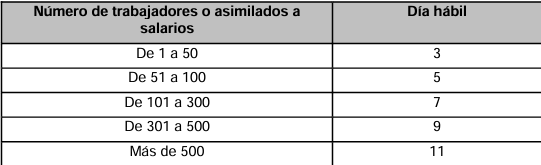 Número de trabajadores o asimilados a salarios Día hábil
De 1 a 50 3
De 51 a 100 5
De 101 a 300 7
De 301 a 500 9
Más de 500 11